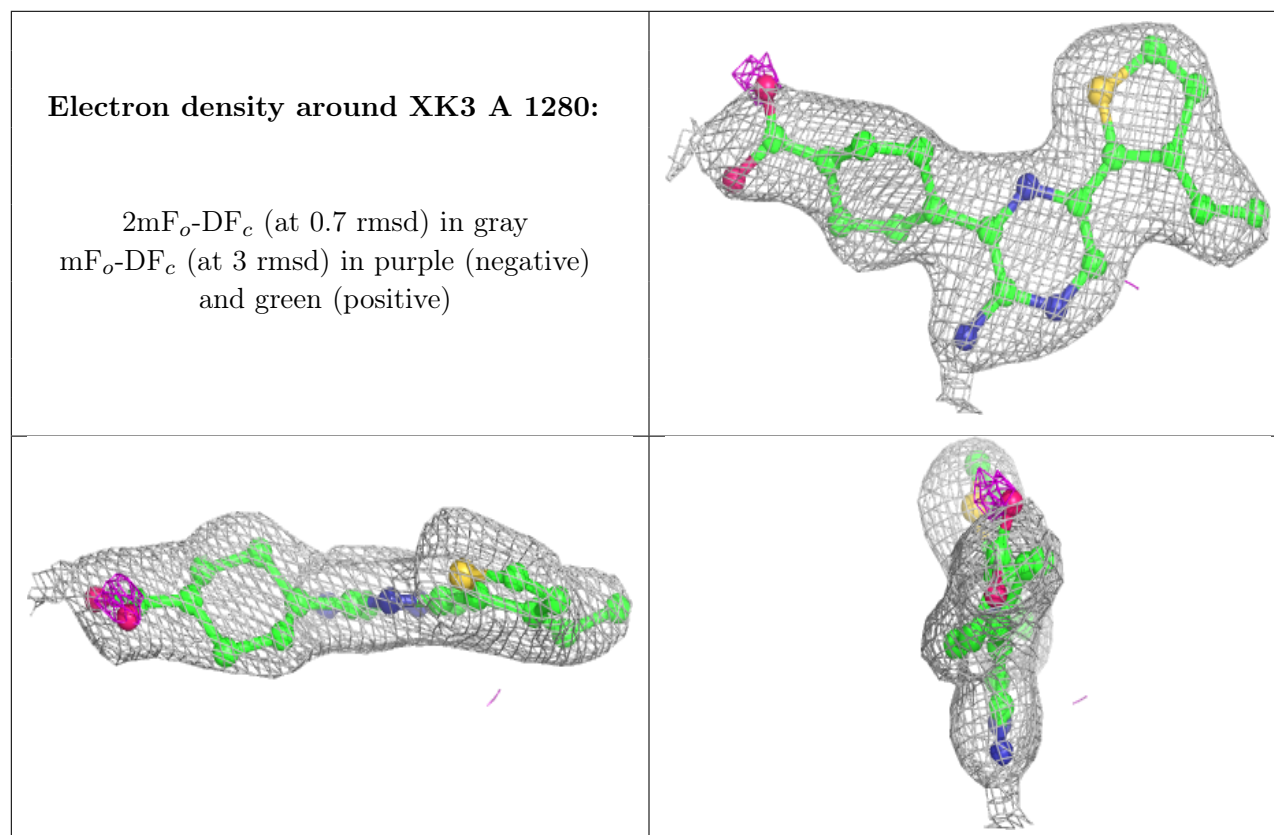 Electron density around XK3 A 1280:
2mFₒ-DF𝒸 (at 0.7 rmsd) in gray
mFₒ-DF𝒸 (at 3 rmsd) in purple (negative)
and green (positive)